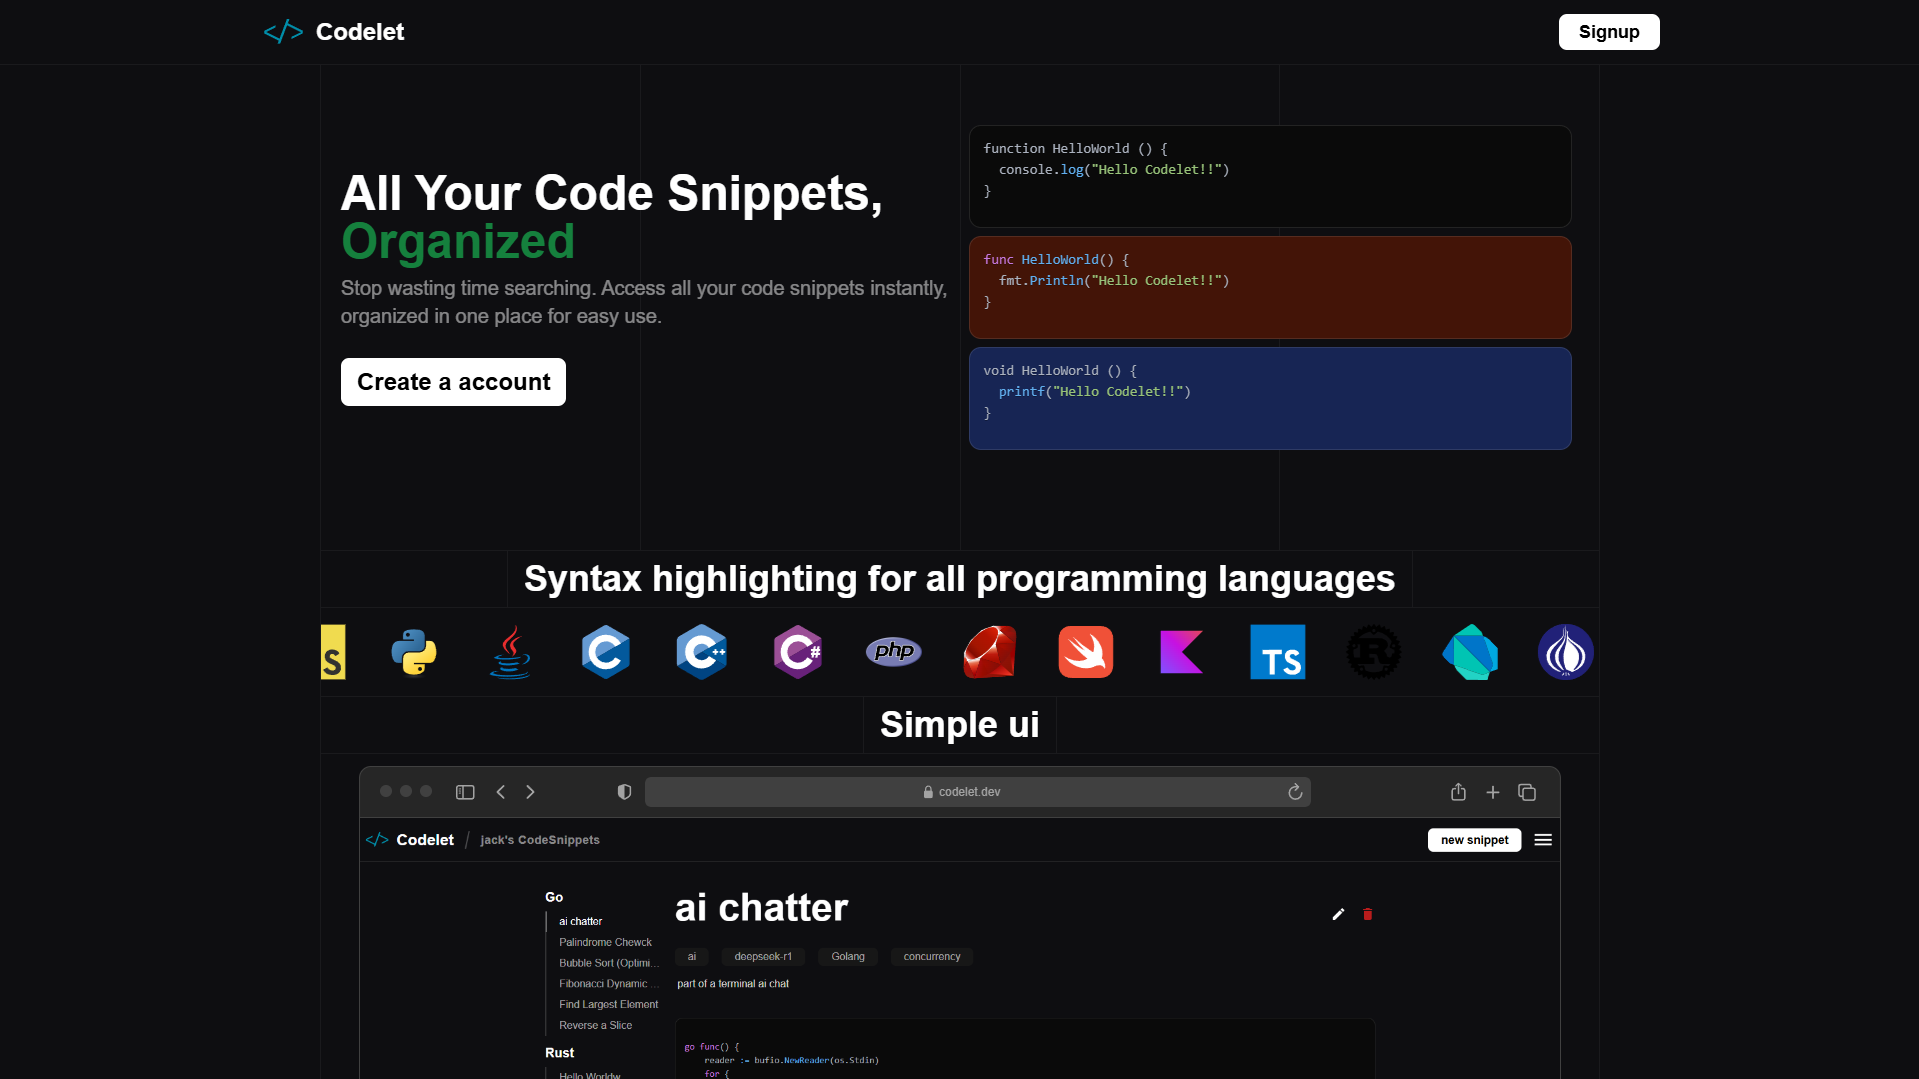 </> Codelet
Signup
All Your Code Snippets,
Organized
Stop wasting time searching. Access all your code snippets instantly,
organized in one place for easy use.
Create a account
function HelloWorld () {
console.log("Hello Codelet!!")
}
func HelloWorld() {
fmt.Println("Hello Codelet!!")
}
void HelloWorld () {
printf("Hello Codelet!!")
}
Syntax highlighting for all programming languages
S
C
C++
C#
php
TS
R
Simple ui
codelet.dev
</> Codelet / jack's CodeSnippets
new snippet
Go
ai chatter
Palindrome Chewck
Bubble Sort (Optimi...
Fibonacci Dynamic ...
Find Largest Element
Reverse a Slice
Rust
Hello Worldw
ai chatter
ai deepseek-r1 Golang concurrency
part of a terminal ai chat
go func() {
reader := bufio.NewReader(os.Stdin)
for {